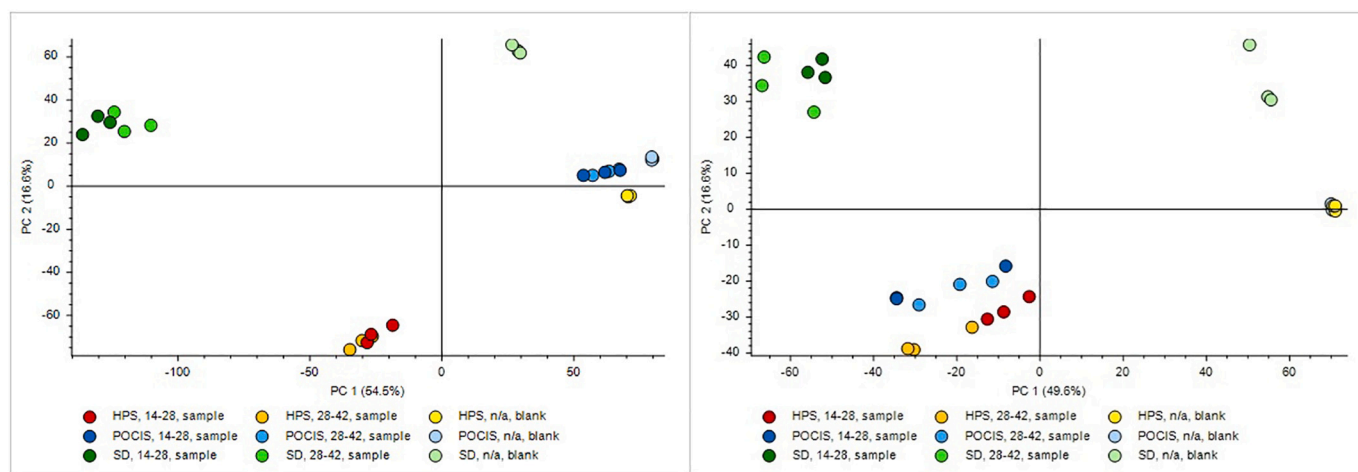 60
40
20
0
-20
-40
-60
PC 2 (16.6%)
-100
0
50
PC 1 (54.5%)
HPS, 14-28, sample
HPS, 28-42, sample
HPS, n/a, blank
POCIS, 14-28, sample
POCIS, 28-42, sample
POCIS, n/a, blank
SD, 14-28, sample
SD, 28-42, sample
SD, n/a, blank
40
30
20
10
0
-10
-20
-30
-40
PC 2 (16.6%)
-60
-40
-20
0
20
40
60
PC 1 (49.6%)
HPS, 14-28, sample
HPS, 28-42, sample
HPS, n/a, blank
POCIS, 14-28, sample
POCIS, 28-42, sample
POCIS, n/a, blank
SD, 14-28, sample
SD, 28-42, sample
SD, n/a, blank